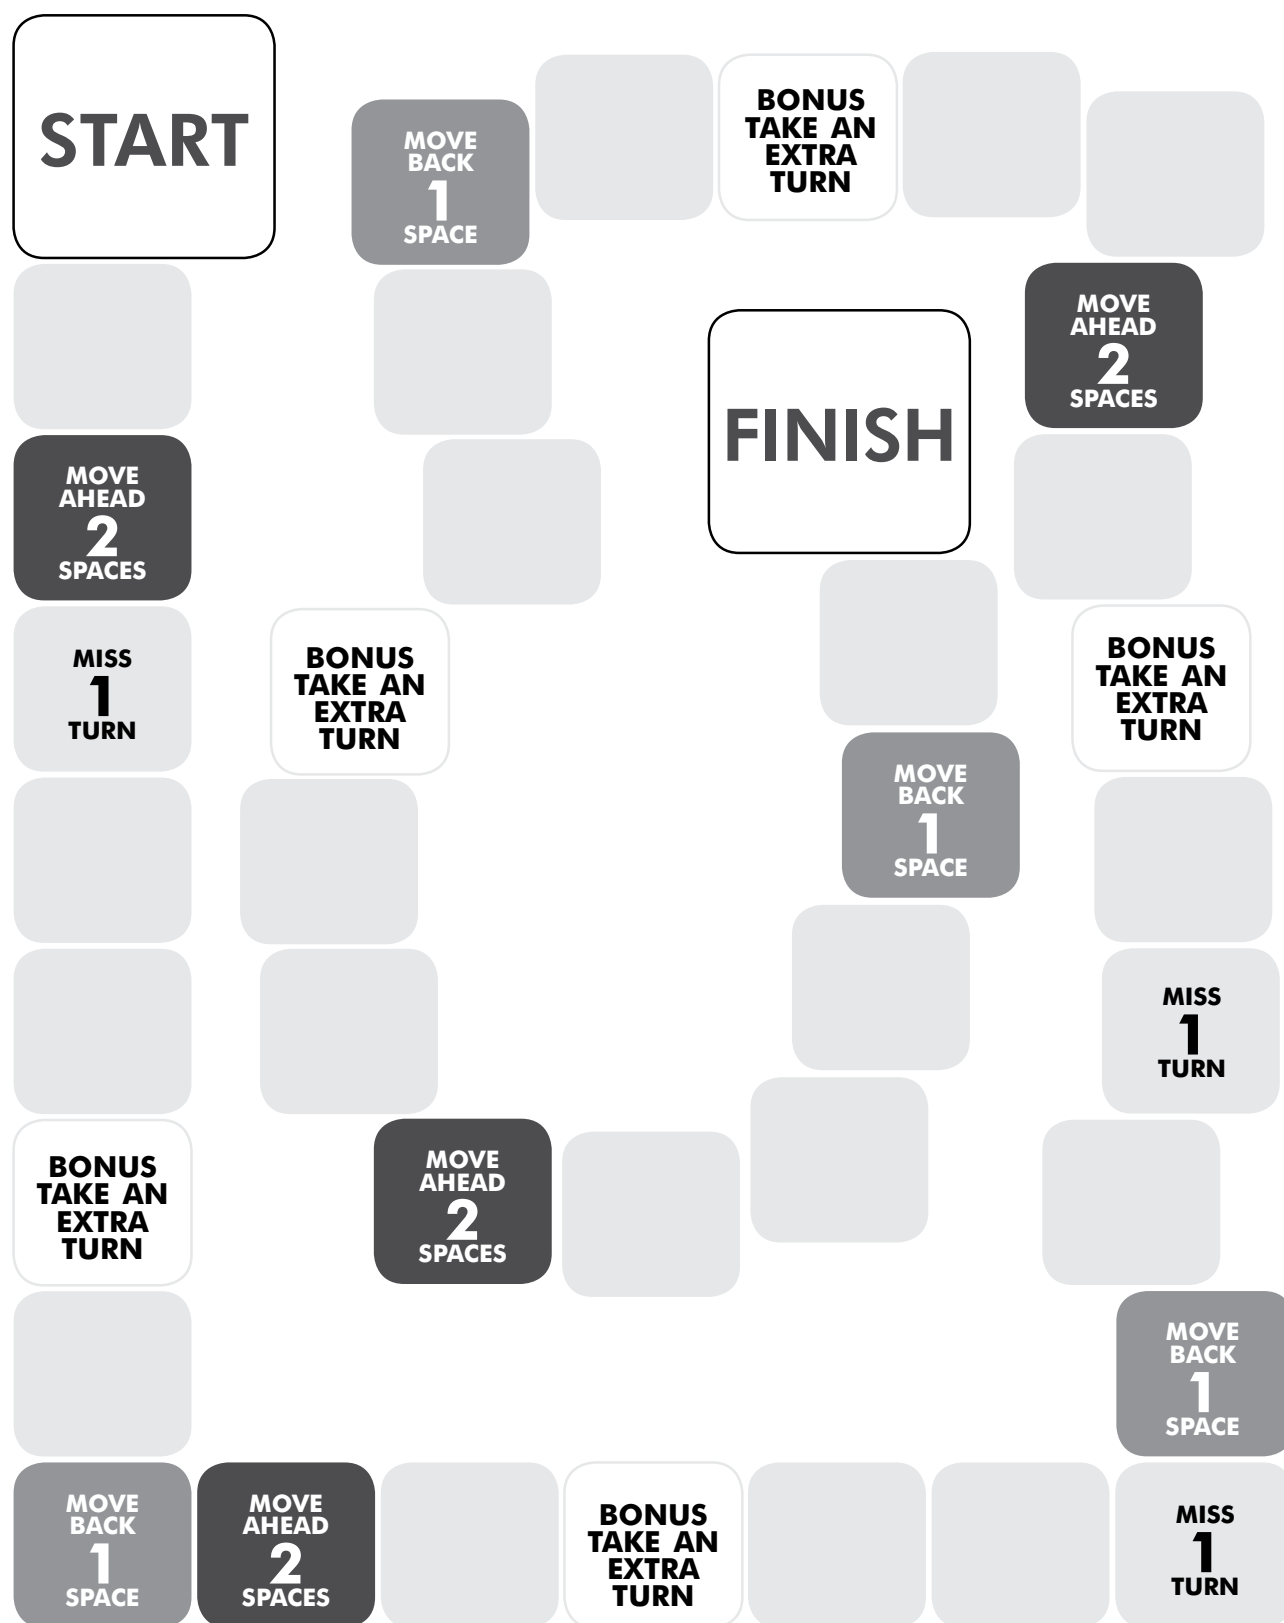 START
MOVE
BACK
1
SPACE
BONUS
TAKE AN
EXTRA
TURN
MOVE
AHEAD
2
SPACES
FINISH
MOVE
AHEAD
2
SPACES
MISS
1
TURN
BONUS
TAKE AN
EXTRA
TURN
BONUS
TAKE AN
EXTRA
TURN
MOVE
BACK
1
SPACE
MISS
1
TURN
BONUS
TAKE AN
EXTRA
TURN
MOVE
AHEAD
2
SPACES
MOVE
BACK
1
SPACE
MOVE
BACK
1
SPACE
MOVE
AHEAD
2
SPACES
BONUS
TAKE AN
EXTRA
TURN
MISS
1
TURN